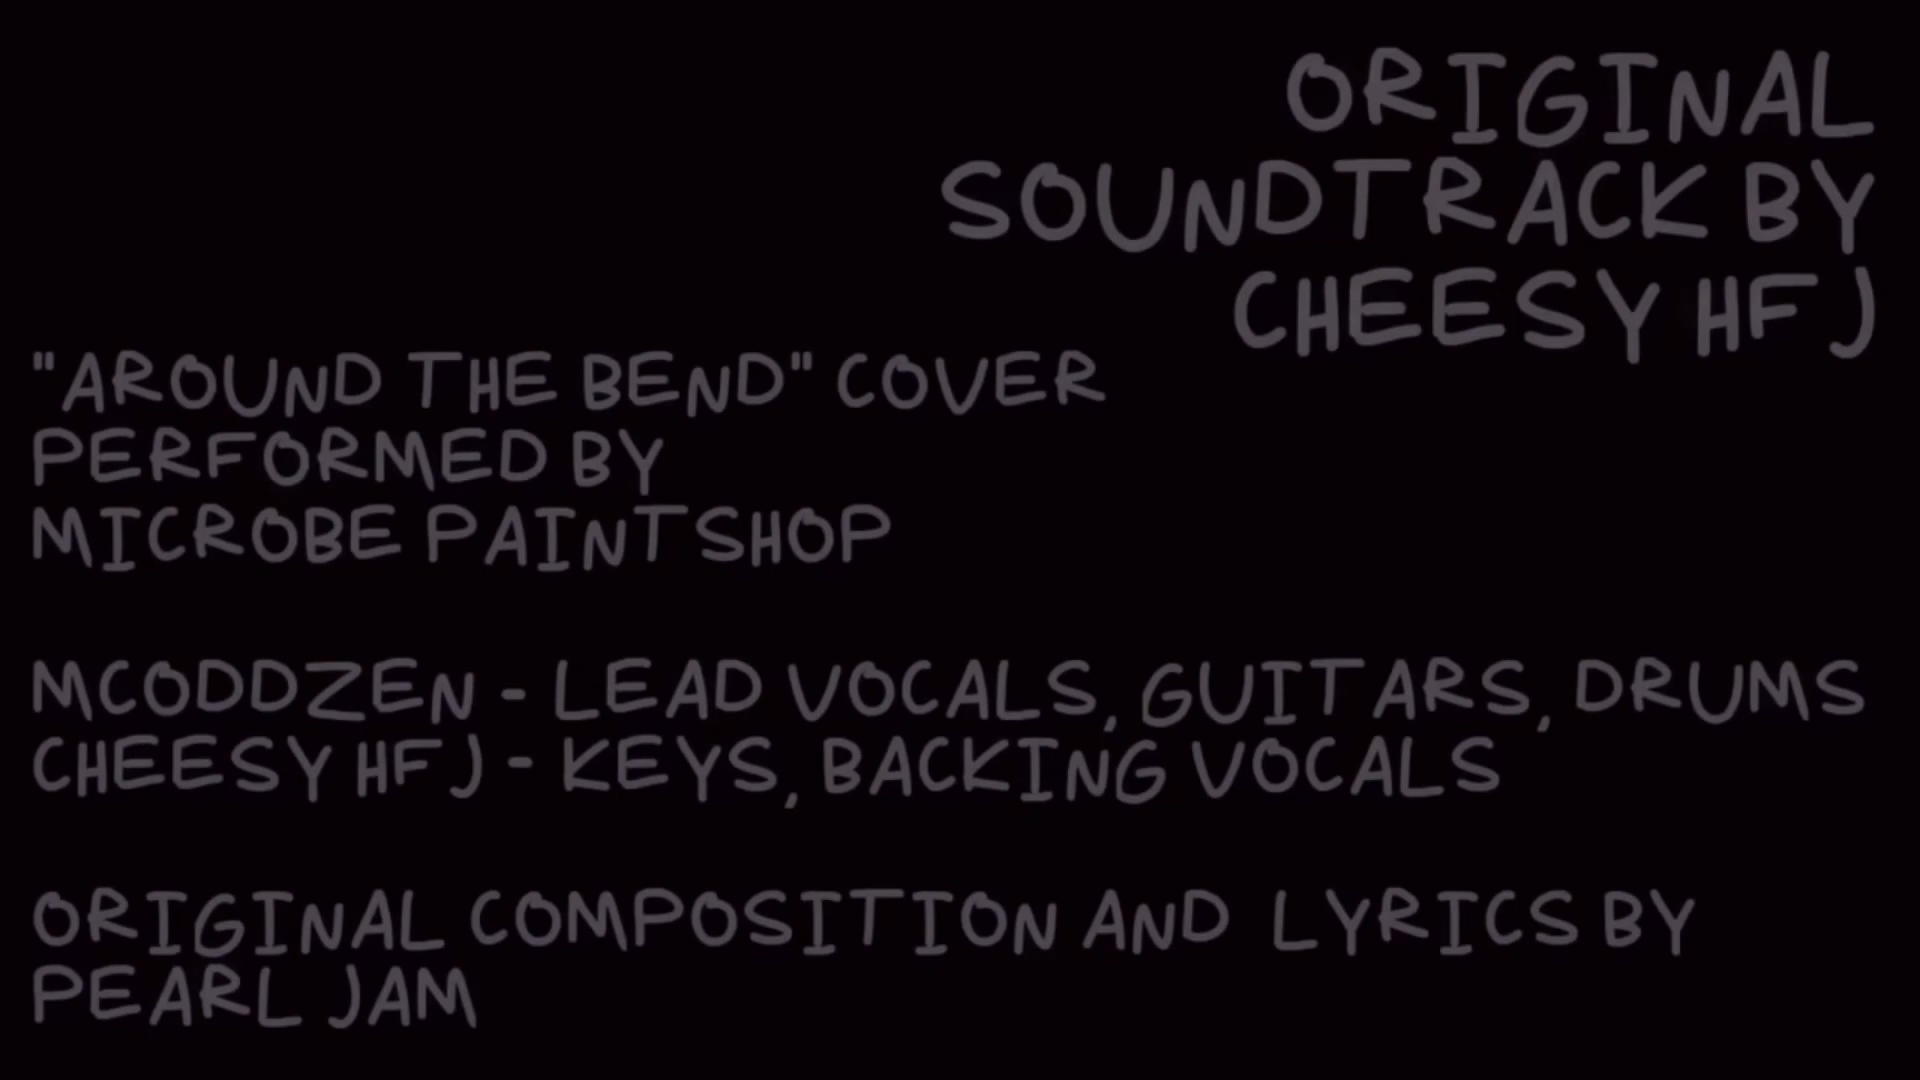 ORIGINAL
SOUNDTRACK BY
CHEESY HFJ
"AROUND THE BEND" COVER
PERFORMED BY
MICROBE PAINTSHOP
MCODDZEN - LEAD VOCALS, GUITARS, DRUMS
CHEESY HFJ - KEYS, BACKING VOCALS
ORIGINAL COMPOSITION AND LYRICS BY
PEARL JAM